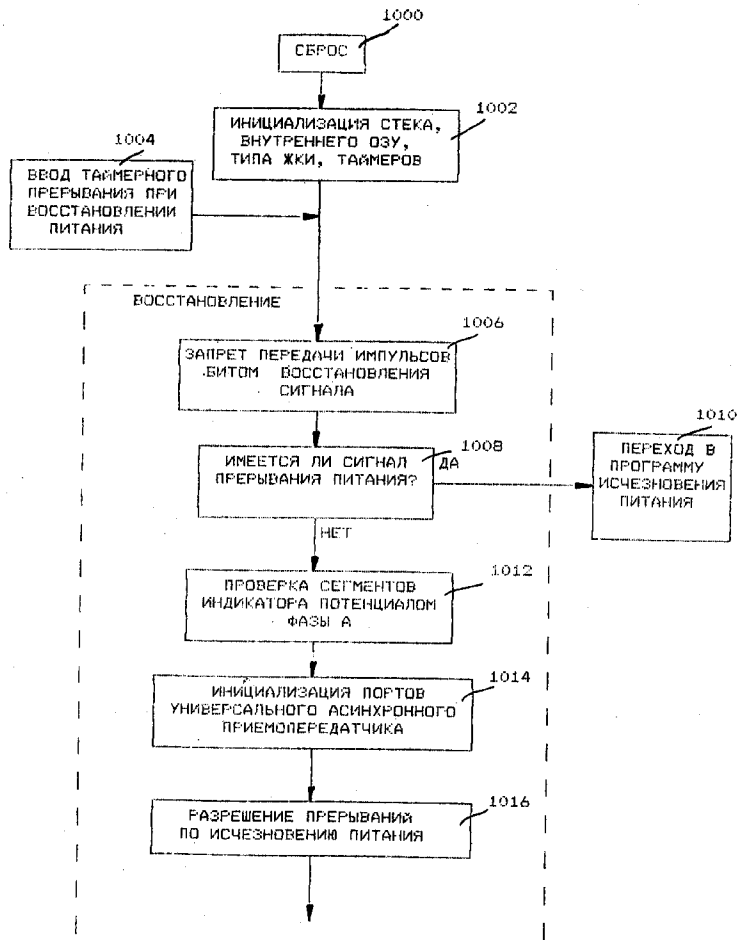 1000
СБРОС
1002
ИНИЦИАЛИЗАЦИЯ СТЕКА,
ВНУТРЕННЕГО ОЗУ,
ТИПА ЖКИ, ТАЙМЕРОВ
1004
ВВОД ТАЙМЕРНОГО
ПРЕРЫВАНИЯ ПРИ
ВОССТАНОВЛЕНИИ
ПИТАНИЯ
ВОССТАНОВЛЕНИЕ
1006
ЗАПРЕТ ПЕРЕДАЧИ ИМПУЛЬСОВ
БИТОМ ВОССТАНОВЛЕНИЯ
СИГНАЛА
1008
ИМЕЕТСЯ ЛИ СИГНАЛ
ПРЕРЫВАНИЯ ПИТАНИЯ?
ДА
1010
ПЕРЕХОД В
ПРОГРАММУ
ИСЧЕЗНОВЕНИЯ
ПИТАНИЯ
НЕТ
1012
ПРОВЕРКА СЕГМЕНТОВ
ИНДИКАТОРА ПОТЕНЦИАЛОМ
ФАЗЫ А
1014
ИНИЦИАЛИЗАЦИЯ ПОРТОВ
УНИВЕРСАЛЬНОГО АСИНХРОННОГО
ПРИЕМОПЕРЕДАТЧИКА
1016
РАЗРЕШЕНИЕ ПРЕРЫВАНИЙ
ПО ИСЧЕЗНОВЕНИЮ ПИТАНИЯ